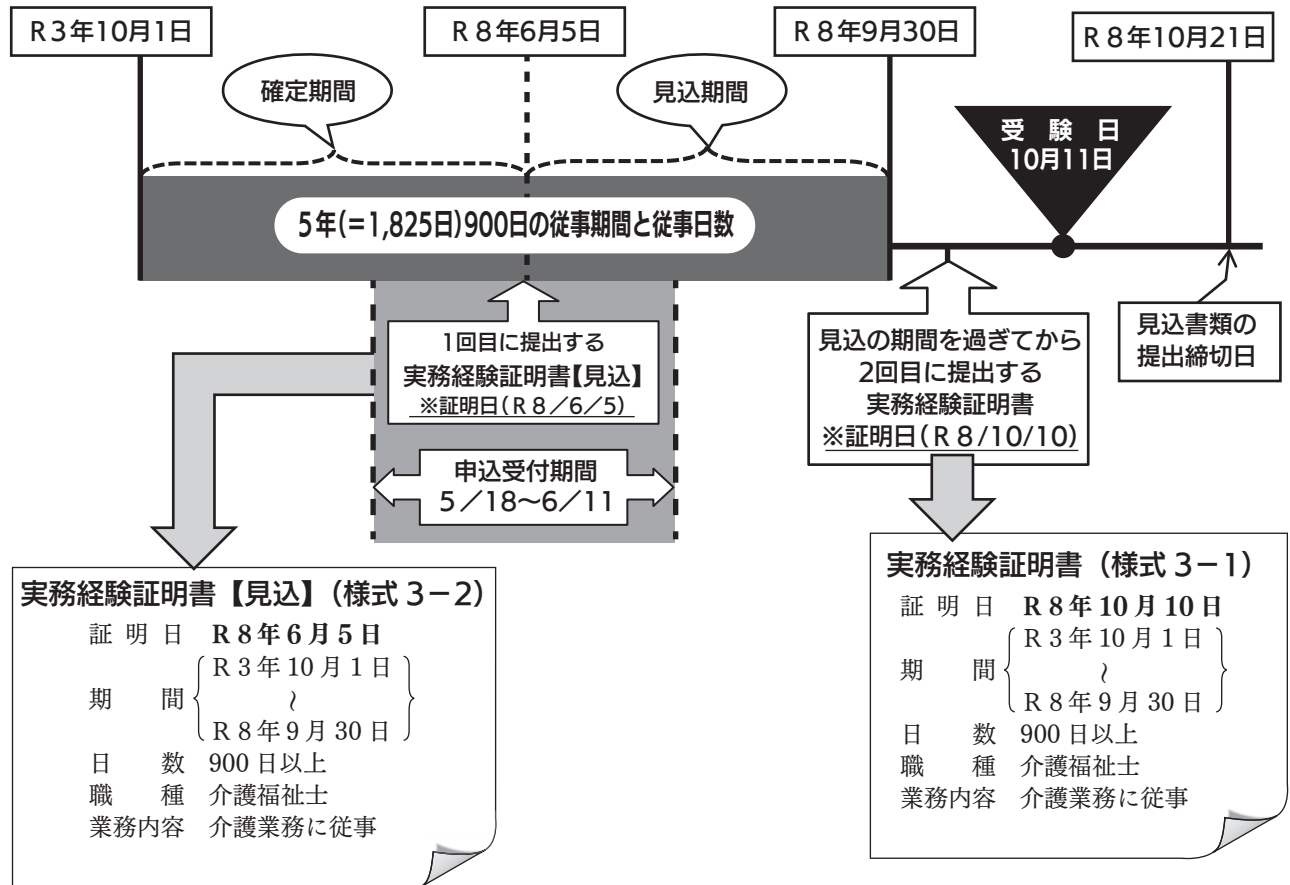 R3年10月1日
R8年6月5日
R8年9月30日
R8年10月21日
確定期間
見込期間
受験日
10月11日
5年(=1,825日)900日の従事期間と従事日数
1回目に提出する
実務経験証明書【見込】
※証明日(R8/6/5)
申込受付期間
5/18~6/11
見込の期間を過ぎてから
2回目に提出する
実務経験証明書
※証明日(R8/10/10)
見込書類の
提出締切日
実務経験証明書【見込】(様式3-2)
証明日 R8年6月5日
R3年10月1日
期間 ~
R8年9月30日
日数 900日以上
職種 介護福祉士
業務内容 介護業務に従事
実務経験証明書(様式3-1)
証明日 R8年10月10日
R3年10月1日
期間 ~
R8年9月30日
日数 900日以上
職種 介護福祉士
業務内容 介護業務に従事